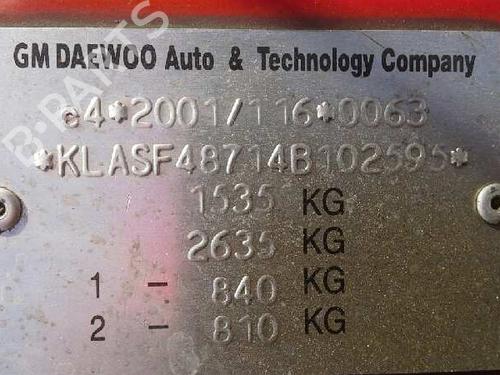 GM DAEWOO Auto & Technology Company
e4*2001/116*0063
*KLASF48714B102595*
1535 KG
2635 KG
1 - 840 KG
2 - 810 KG
B-PARTS